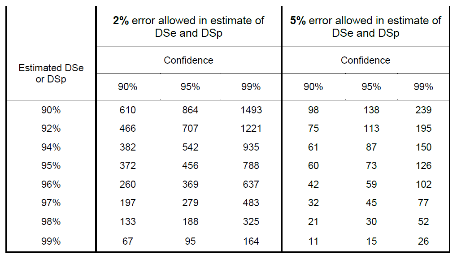 2% error allowed in estimate of DSe and DSp
5% error allowed in estimate of DSe and DSp
Estimated DSe or DSp
Confidence Confidence
90% 95% 99% 90% 95% 99%
90% 610 864 1493 98 138 239
92% 466 707 1221 75 113 195
94% 382 542 935 61 87 150
95% 372 456 788 60 73 126
96% 260 369 637 42 59 102
97% 197 279 483 32 45 77
98% 133 188 325 21 30 52
99% 67 95 164 11 15 26